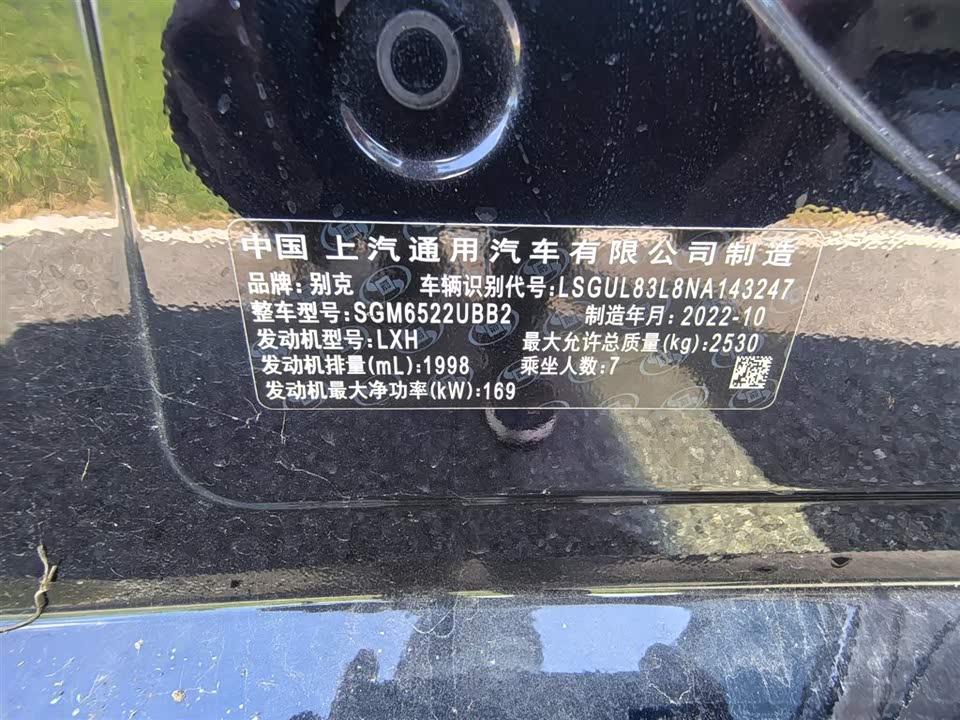 中国 上汽通用汽车有限公司制造
品牌: 别克 车辆识别代号:LSGUL83L8NA143247
整车型号:SGM6522UBB2 制造年月: 2022-10
发动机型号:LXH 最大允许总质量(kg):2530
发动机排量(mL):1998 乘坐人数:7
发动机最大净功率(kW):169